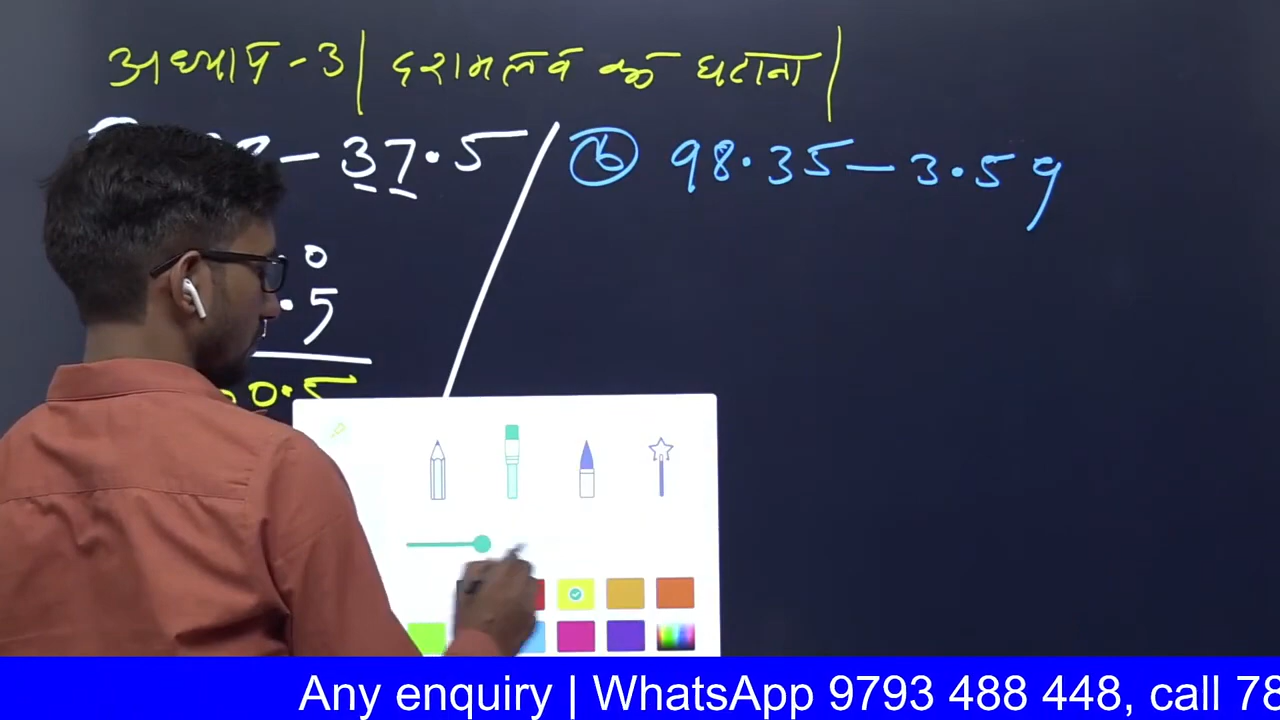 अध्याय - 3 | दशमलव को घटाना |
- 37.5
(b) 98.35 - 3.59
0
.5
0.5
Any enquiry | WhatsApp 9793 488 448, call 78